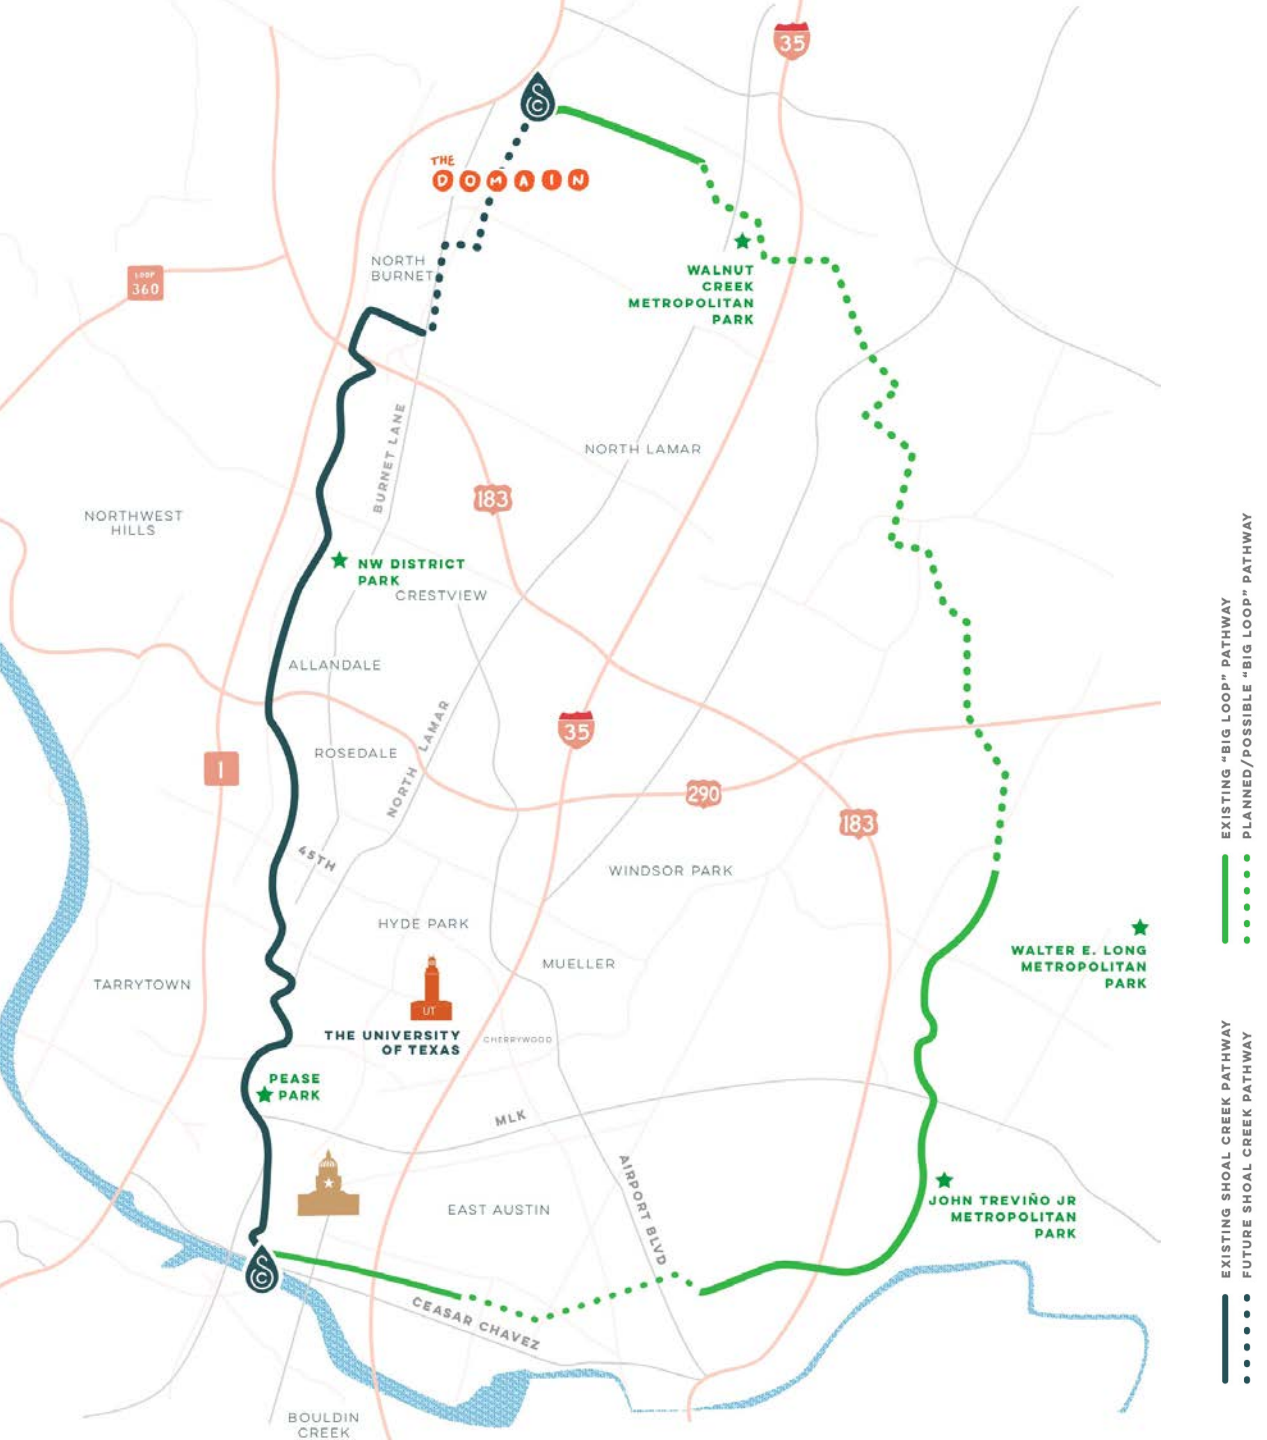 35
S
C
THE
DOMAIN
NORTH
BURNET
WALNUT
CREEK
METROPOLITAN
PARK
LOOP
360
BURNET LANE
NORTH LAMAR
183
NORTHWEST
HILLS
NW DISTRICT
PARK
CRESTVIEW
ALLANDALE
NORTH LAMAR
35
ROSEDALE
1
290
183
45TH
WINDSOR PARK
HYDE PARK
WALTER E. LONG
METROPOLITAN
PARK
MUELLER
TARRYTOWN
UT
THE UNIVERSITY
OF TEXAS
CHERRYWOOD
PEASE
PARK
MLK
AIRPORT BLVD
JOHN TREVIÑO JR
METROPOLITAN
PARK
EAST AUSTIN
S
C
CEASAR CHAVEZ
BOULDIN
CREEK
EXISTING "BIG LOOP" PATHWAY
PLANNED/POSSIBLE "BIG LOOP" PATHWAY
EXISTING SHOAL CREEK PATHWAY
FUTURE SHOAL CREEK PATHWAY